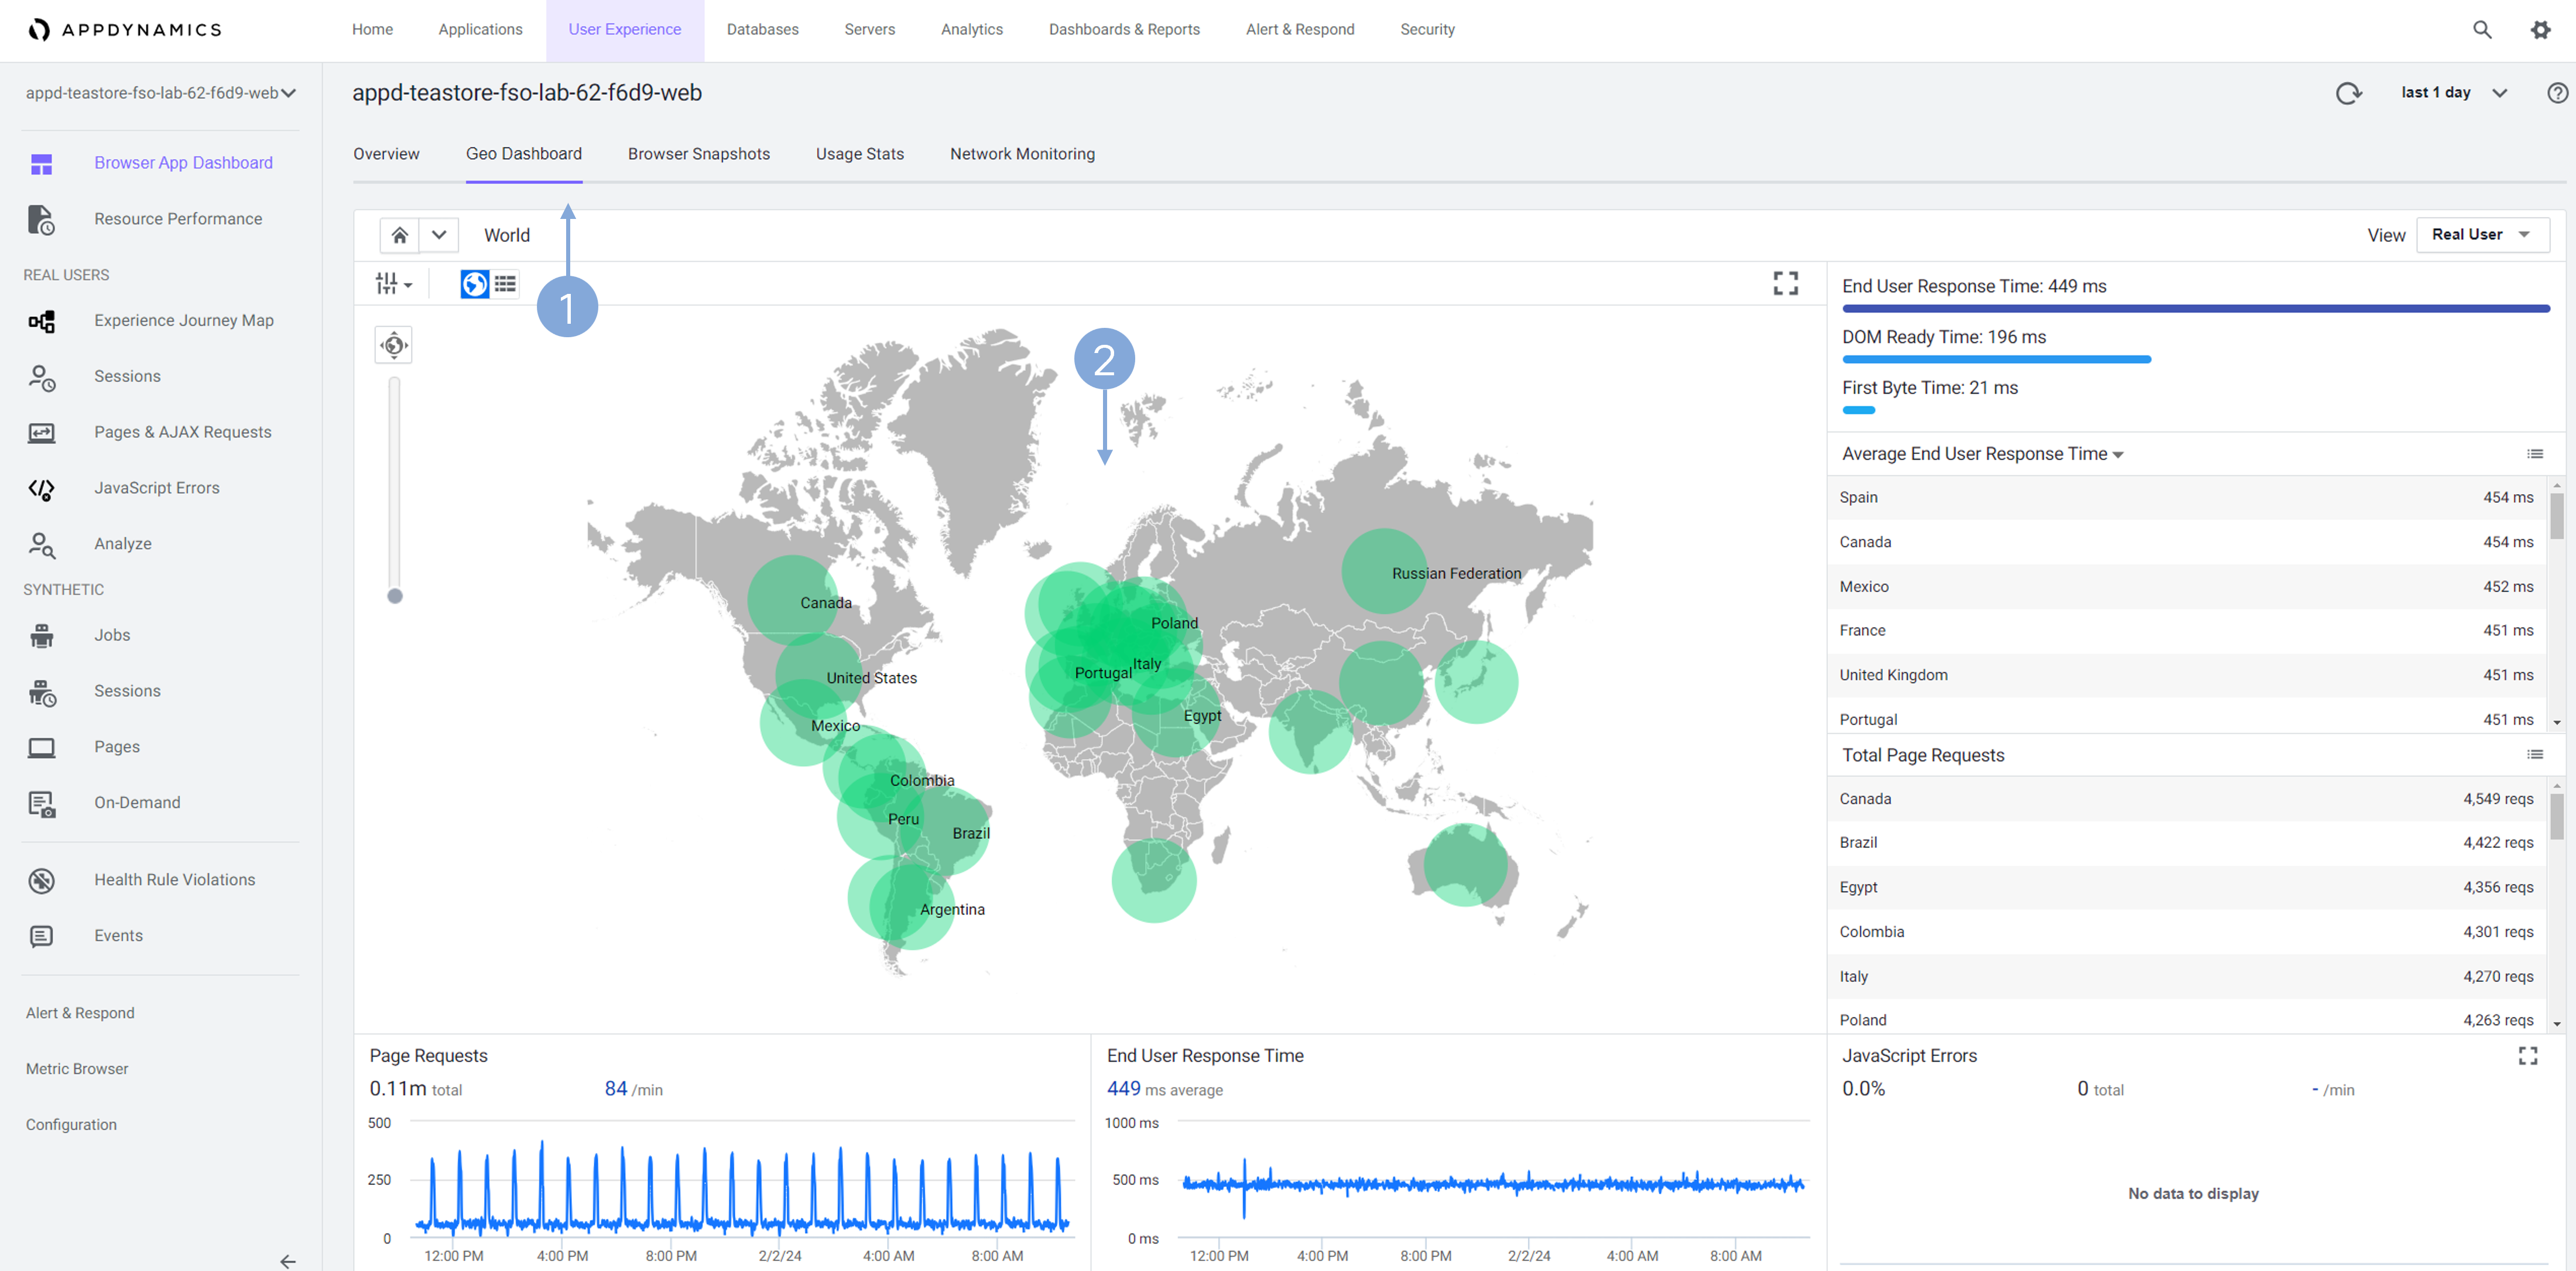 APPDYNAMICS
Home
Applications
User Experience
Databases
Servers
Analytics
Dashboards & Reports
Alert & Respond
Security
appd-teastore-fso-lab-62-f6d9-web
Browser App Dashboard
Resource Performance
REAL USERS
Experience Journey Map
Sessions
Pages & AJAX Requests
JavaScript Errors
Analyze
SYNTHETIC
Jobs
Sessions
Pages
On-Demand
Health Rule Violations
Events
Alert & Respond
Metric Browser
Configuration
appd-teastore-fso-lab-62-f6d9-web
last 1 day
Overview
Geo Dashboard
Browser Snapshots
Usage Stats
Network Monitoring
World
View
Real User
1
2
Canada
United States
Mexico
Colombia
Peru
Brazil
Argentina
Poland
Italy
Portugal
Egypt
Russian Federation
End User Response Time: 449 ms
DOM Ready Time: 196 ms
First Byte Time: 21 ms
Average End User Response Time
Spain 454 ms
Canada 454 ms
Mexico 452 ms
France 451 ms
United Kingdom 451 ms
Portugal 451 ms
Total Page Requests
Canada 4,549 reqs
Brazil 4,422 reqs
Egypt 4,356 reqs
Colombia 4,301 reqs
Italy 4,270 reqs
Poland 4,263 reqs
Page Requests
0.11m total 84 /min
500
250
0
12:00 PM 4:00 PM 8:00 PM 2/2/24 4:00 AM 8:00 AM
End User Response Time
449 ms average
1000 ms
500 ms
0 ms
12:00 PM 4:00 PM 8:00 PM 2/2/24 4:00 AM 8:00 AM
JavaScript Errors
0.0% 0 total - /min
No data to display